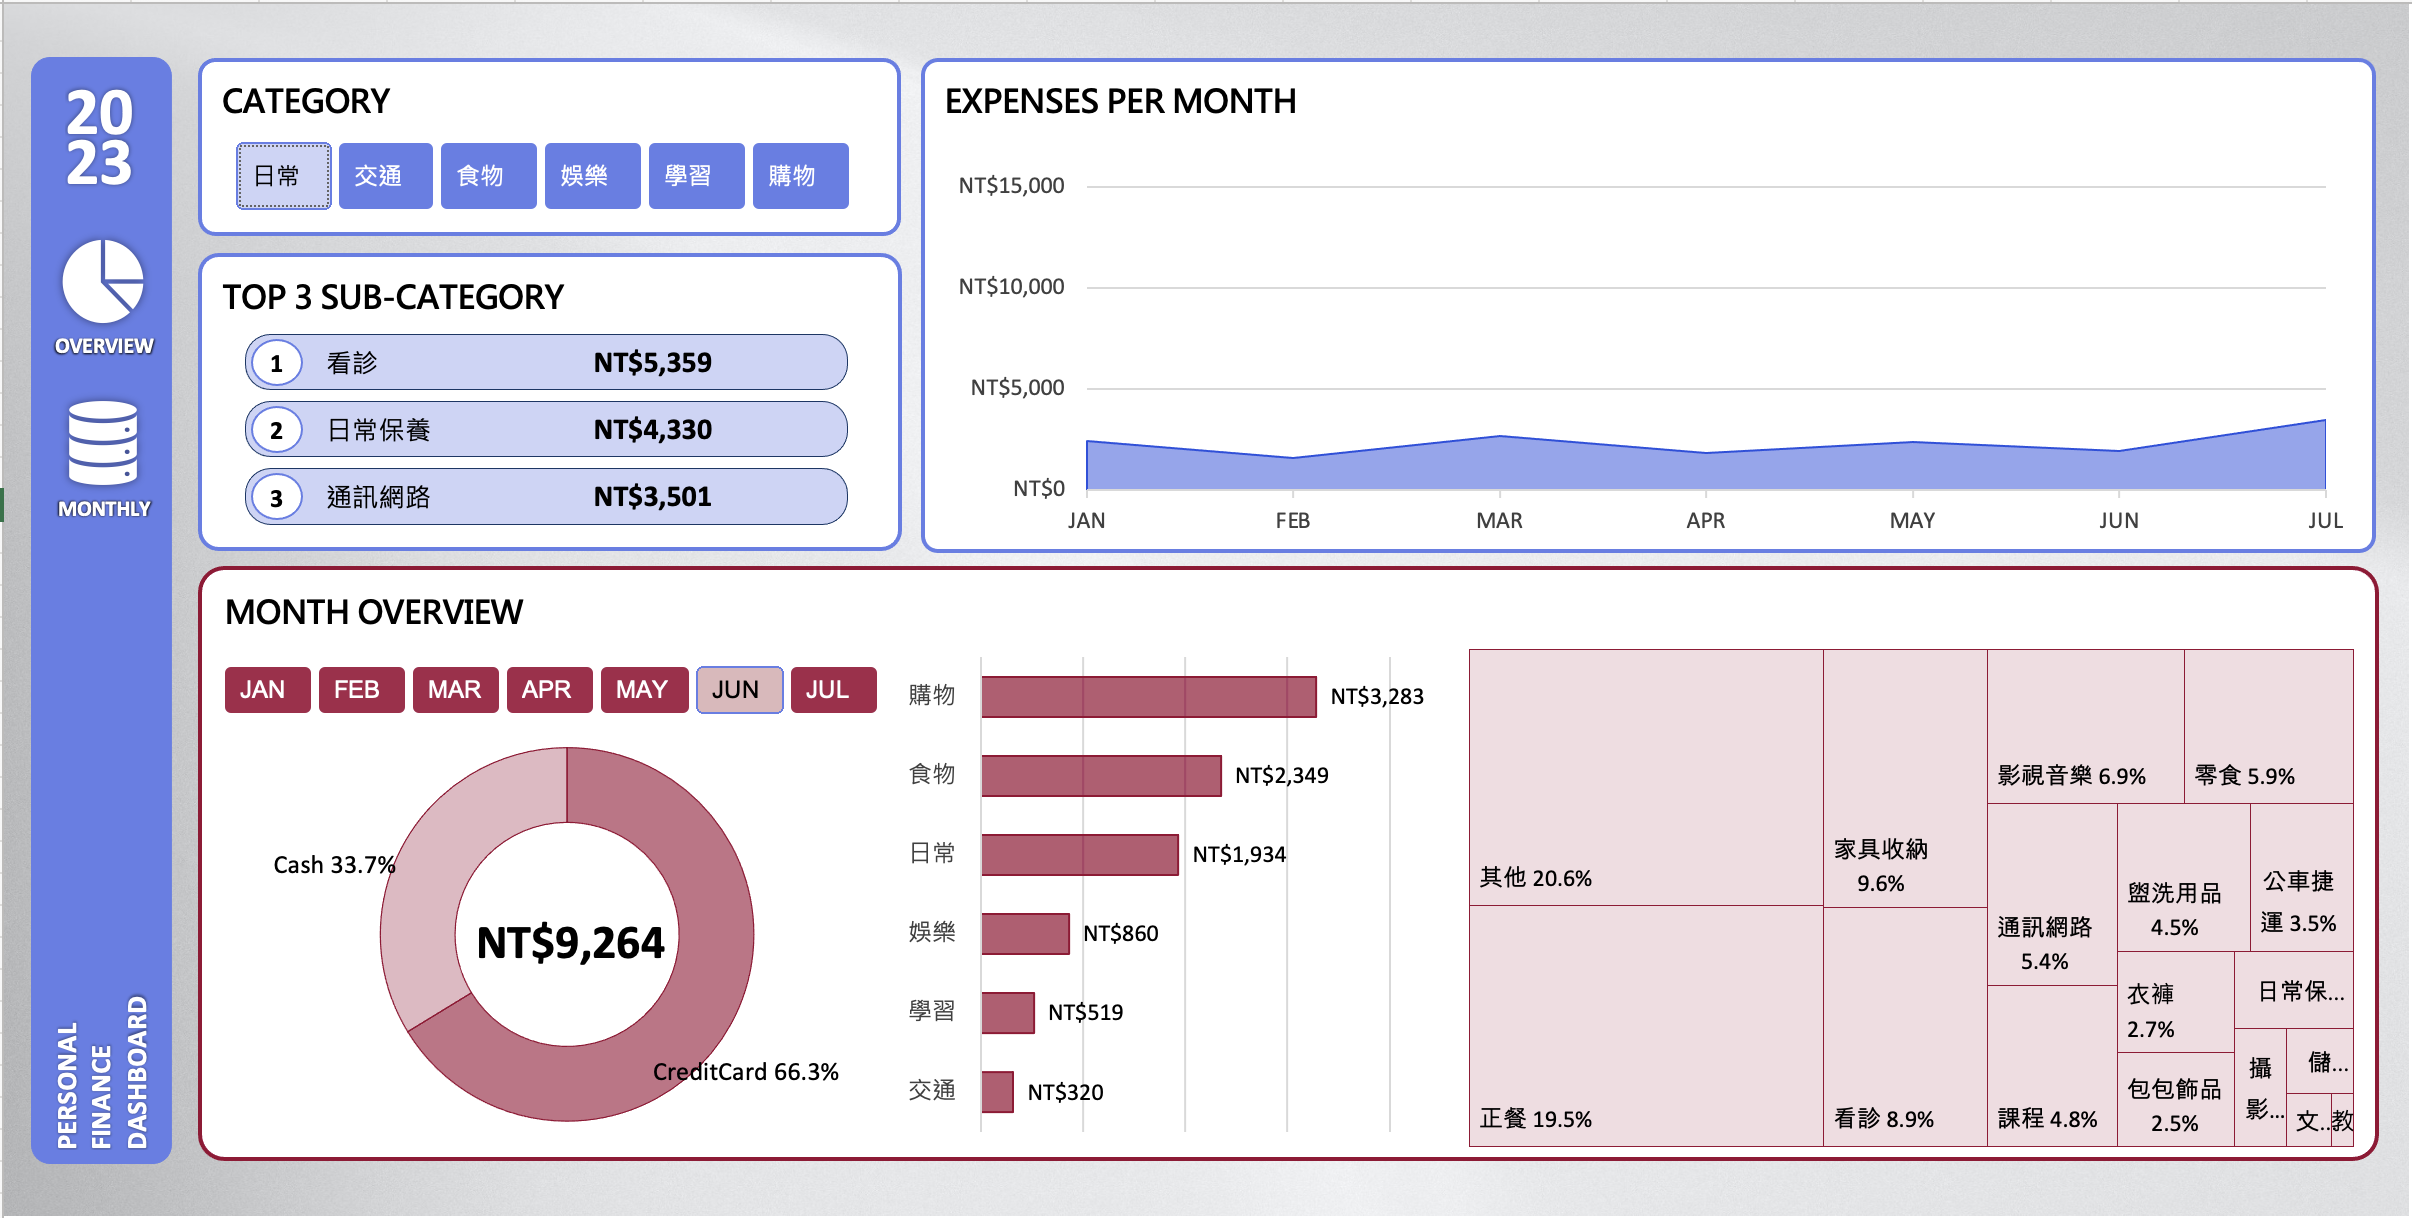 20
23
OVERVIEW
MONTHLY
PERSONAL
FINANCE
DASHBOARD
CATEGORY
日常 交通 食物 娛樂 學習 購物
TOP 3 SUB-CATEGORY
1 看診 NT$5,359
2 日常保養 NT$4,330
3 通訊網路 NT$3,501
EXPENSES PER MONTH
NT$15,000
NT$10,000
NT$5,000
NT$0
JAN FEB MAR APR MAY JUN JUL
MONTH OVERVIEW
JAN FEB MAR APR MAY JUN JUL
Cash 33.7%
NT$9,264
CreditCard 66.3%
購物 NT$3,283
食物 NT$2,349
日常 NT$1,934
娛樂 NT$860
學習 NT$519
交通 NT$320
其他 20.6%
正餐 19.5%
家具收納
9.6%
看診 8.9%
影視音樂 6.9%
零食 5.9%
通訊網路
5.4%
課程 4.8%
盥洗用品
4.5%
公車捷
運 3.5%
衣褲
2.7%
包包飾品
2.5%
日常保...
攝
影...
儲...
文..
教